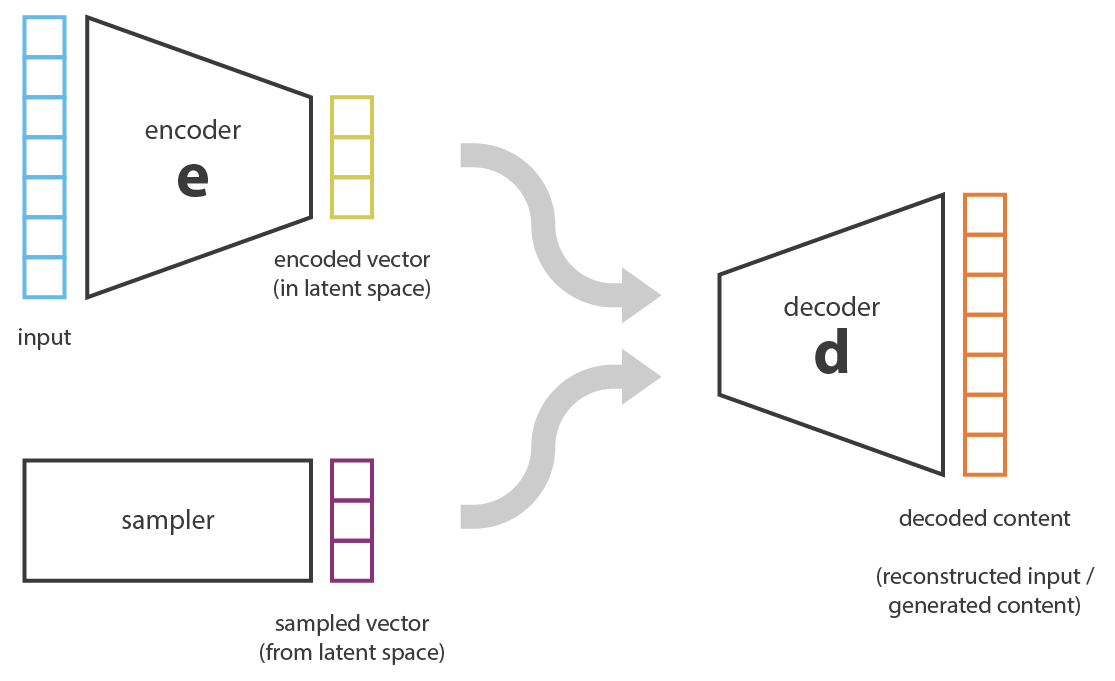 encoder
e
encoded vector
(in latent space)
input
decoder
d
sampler
sampled vector
(from latent space)
decoded content
(reconstructed input /
generated content)